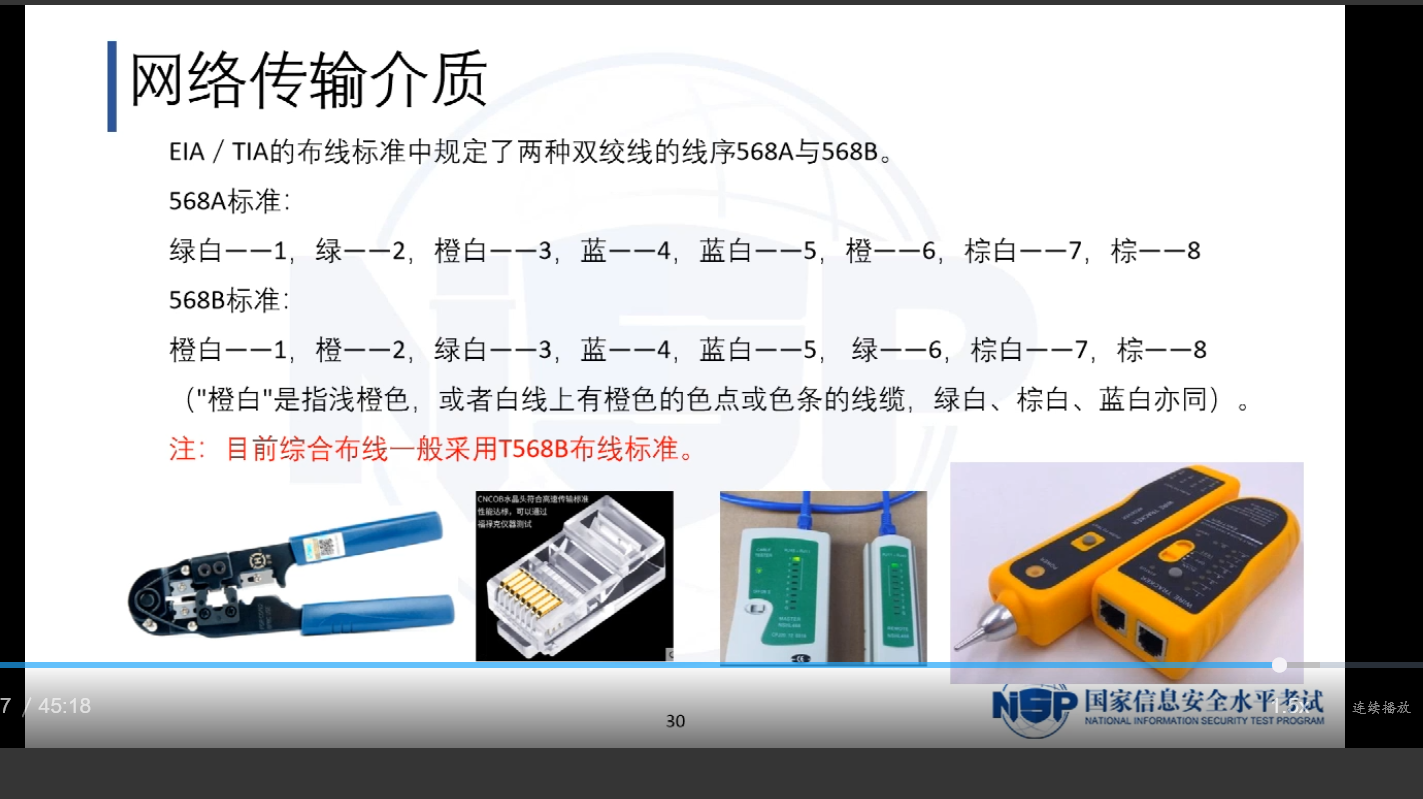 网络传输介质
EIA / TIA的布线标准中规定了两种双绞线的线序568A与568B。
568A标准：
绿白——1，绿——2，橙白——3，蓝——4，蓝白——5，橙——6，棕白——7，棕——8
568B标准：
橙白——1，橙——2，绿白——3，蓝——4，蓝白——5， 绿——6，棕白——7，棕——8
（"橙白"是指浅橙色，或者白线上有橙色的色点或色条的线缆，绿白、棕白、蓝白亦同）。
注：目前综合布线一般采用T568B布线标准。
CNCOB水晶头符合高速传输标准
性能达标，可以通过
福禄克仪器测试
NSP
国家信息安全水平考试
NATIONAL INFORMATION SECURITY TEST PROGRAM
7 / 45:18
30
1.5x
连续播放